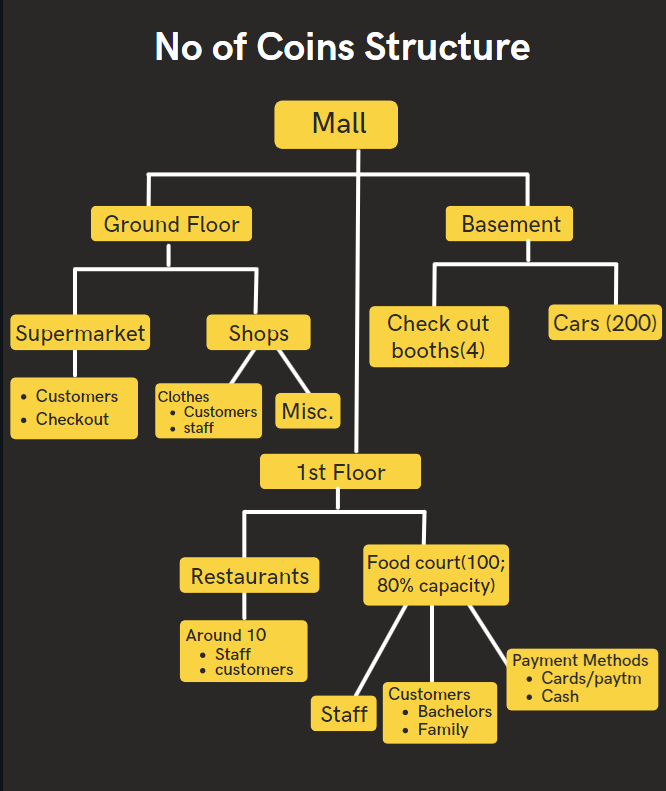 No of Coins Structure
Mall
Ground Floor
Basement
Supermarket
Shops
Check out
booths(4)
Cars (200)
• Customers
• Checkout
Clothes
• Customers
• staff
Misc.
1st Floor
Restaurants
Food court(100;
80% capacity)
Around 10
• Staff
• customers
Staff
Customers
• Bachelors
• Family
Payment Methods
• Cards/paytm
• Cash